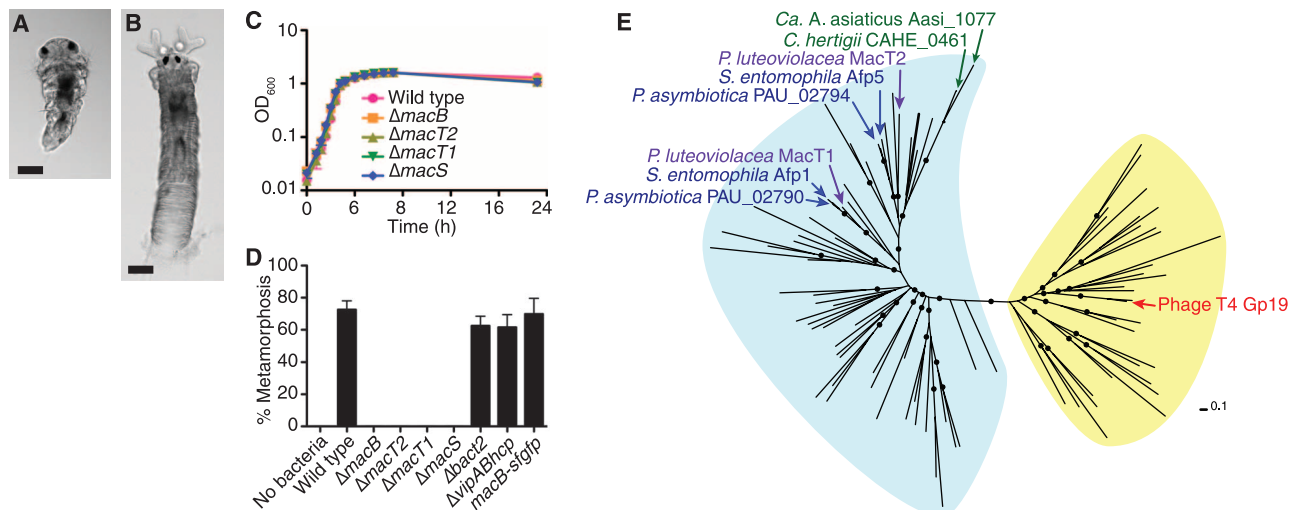 A
B
C
10
1
0.1
0.01
OD600
Wild type
ΔmacB
ΔmacT2
ΔmacT1
ΔmacS
0 6 8 16 24
Time (h)
D
100
80
60
40
20
0
% Metamorphosis
No bacteria
Wild type
ΔmacB
ΔmacT2
ΔmacT1
ΔmacS
Δbact2
ΔvipABhcp
macB-sfgfp
E
Ca. A. asiaticus Aasi_1077
C. hertigii CAHE_0461
P. luteoviolacea MacT2
S. entomophila Afp5
P. asymbiotica PAU_02794
P. luteoviolacea MacT1
S. entomophila Afp1
P. asymbiotica PAU_02790
Phage T4 Gp19
0.1